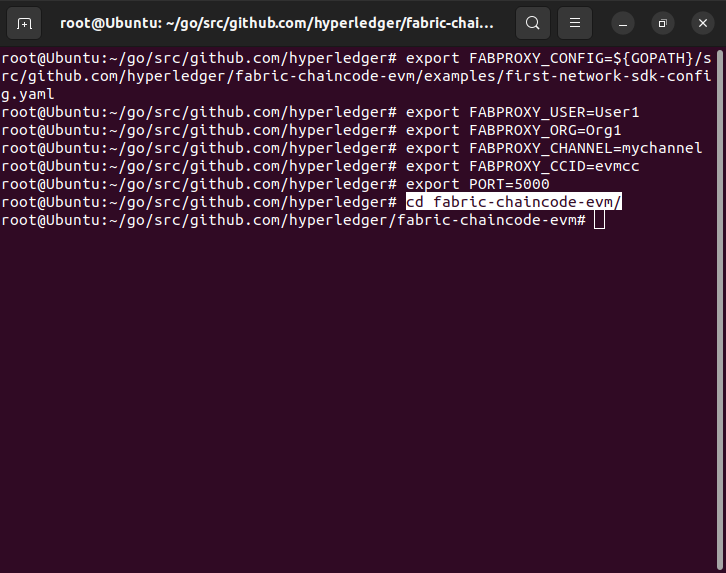 root@Ubuntu: ~/go/src/github.com/hyperledger/fabric-chai...
root@Ubuntu:~/go/src/github.com/hyperledger# export FABPROXY_CONFIG=${GOPATH}/s
rc/github.com/hyperledger/fabric-chaincode-evm/examples/first-network-sdk-confi
g.yaml
root@Ubuntu:~/go/src/github.com/hyperledger# export FABPROXY_USER=User1
root@Ubuntu:~/go/src/github.com/hyperledger# export FABPROXY_ORG=Org1
root@Ubuntu:~/go/src/github.com/hyperledger# export FABPROXY_CHANNEL=mychannel
root@Ubuntu:~/go/src/github.com/hyperledger# export FABPROXY_CCID=evmcc
root@Ubuntu:~/go/src/github.com/hyperledger# export PORT=5000
root@Ubuntu:~/go/src/github.com/hyperledger# cd fabric-chaincode-evm/
root@Ubuntu:~/go/src/github.com/hyperledger/fabric-chaincode-evm#